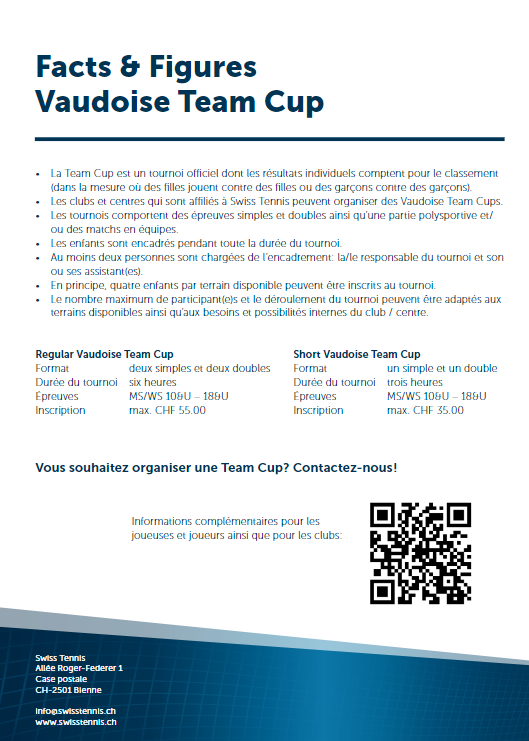 Facts & Figures
Vaudoise Team Cup
• La Team Cup est un tournoi officiel dont les résultats individuels comptent pour le classement
(dans la mesure où des filles jouent contre des filles ou des garçons contre des garçons).
• Les clubs et centres qui sont affiliés à Swiss Tennis peuvent organiser des Vaudoise Team Cups.
• Les tournois comportent des épreuves simples et doubles ainsi qu'une partie polysportive et/
ou des matchs en équipes.
• Les enfants sont encadrés pendant toute la durée du tournoi.
• Au moins deux personnes sont chargées de l'encadrement: la/le responsable du tournoi et son
ou ses assistant(es).
• En principe, quatre enfants par terrain disponible peuvent être inscrits au tournoi.
• Le nombre maximum de participant(e)s et le déroulement du tournoi peuvent être adaptés aux
terrains disponibles ainsi qu'aux besoins et possibilités internes du club / centre.
Regular Vaudoise Team Cup
Format deux simples et deux doubles
Durée du tournoi six heures
Épreuves MS/WS 10&U – 18&U
Inscription max. CHF 55.00
Short Vaudoise Team Cup
Format un simple et un double
Durée du tournoi trois heures
Épreuves MS/WS 10&U – 18&U
Inscription max. CHF 35.00
Vous souhaitez organiser une Team Cup? Contactez-nous!
Informations complémentaires pour les
joueuses et joueurs ainsi que pour les clubs:
Swiss Tennis
Allée Roger-Federer 1
Case postale
CH-2501 Bienne
info@swisstennis.ch
www.swisstennis.ch